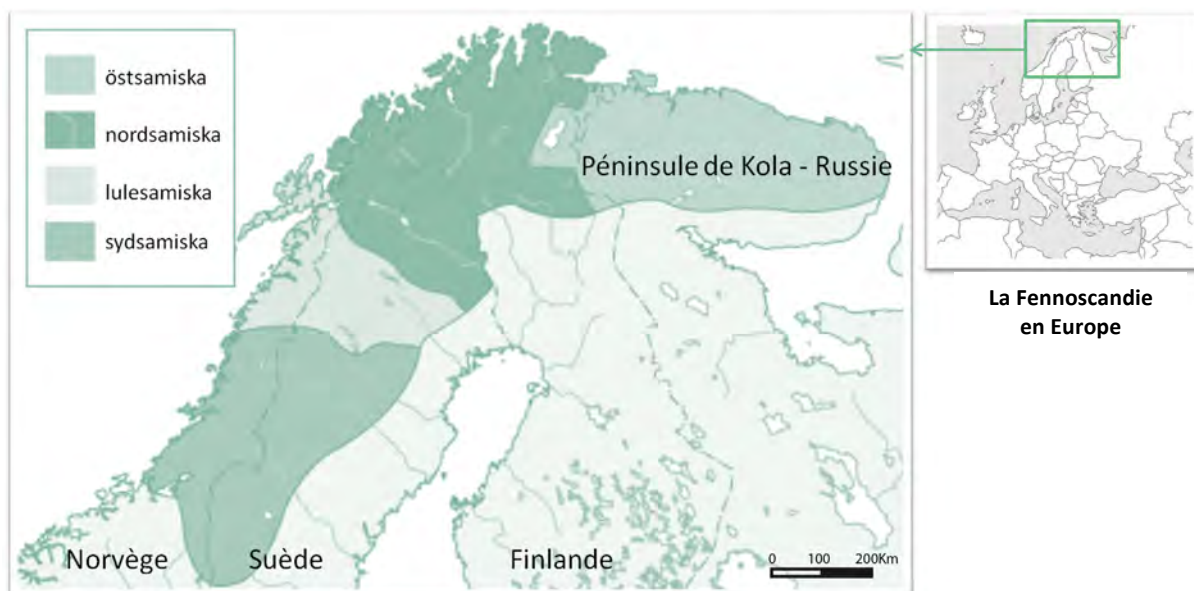 östsamiska
nordsamiska
lulesamiska
sydsamiska
Péninsule de Kola - Russie
Norvège
Suède
Finlande
0 100 200Km
La Fennoscandie
en Europe